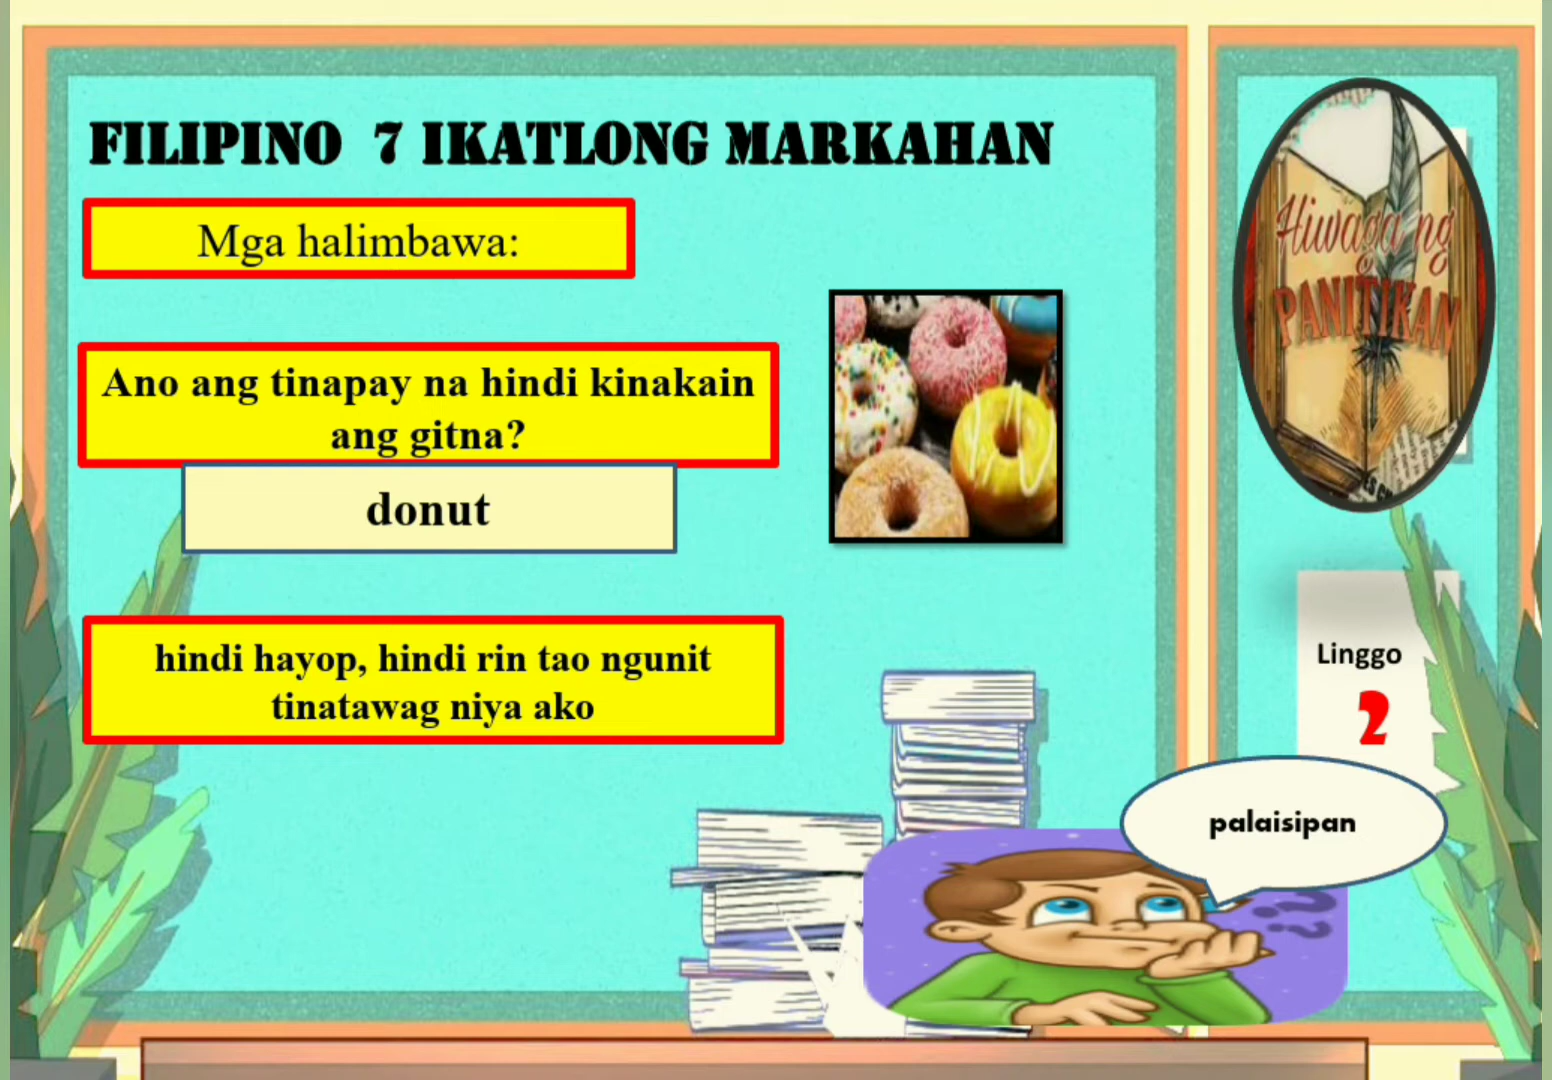 FILIPINO 7 IKATLONG MARKAHAN
Mga halimbawa:
Ano ang tinapay na hindi kinakain
ang gitna?
donut
hindi hayop, hindi rin tao ngunit
tinatawag niya ako
Hiwaga ng
PANITIKAN
Linggo
2
palaisipan